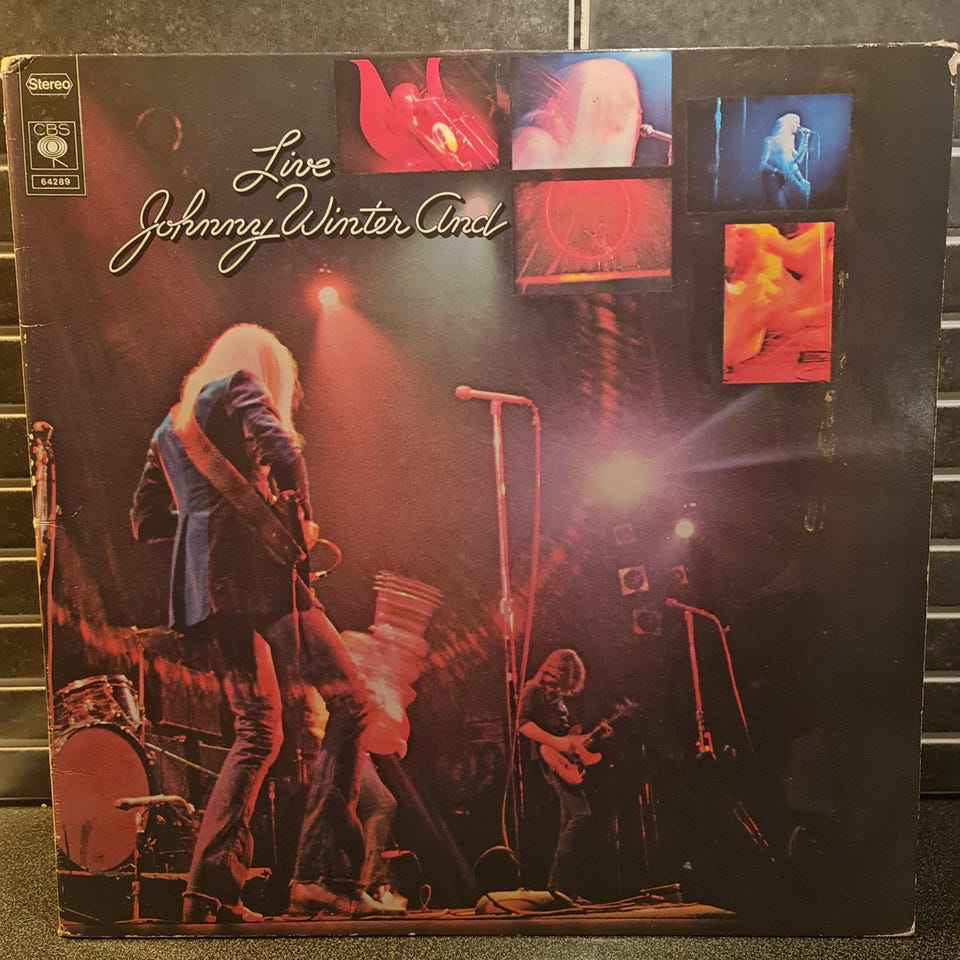 Stereo
CBS
64289
Live
Johnny Winter And